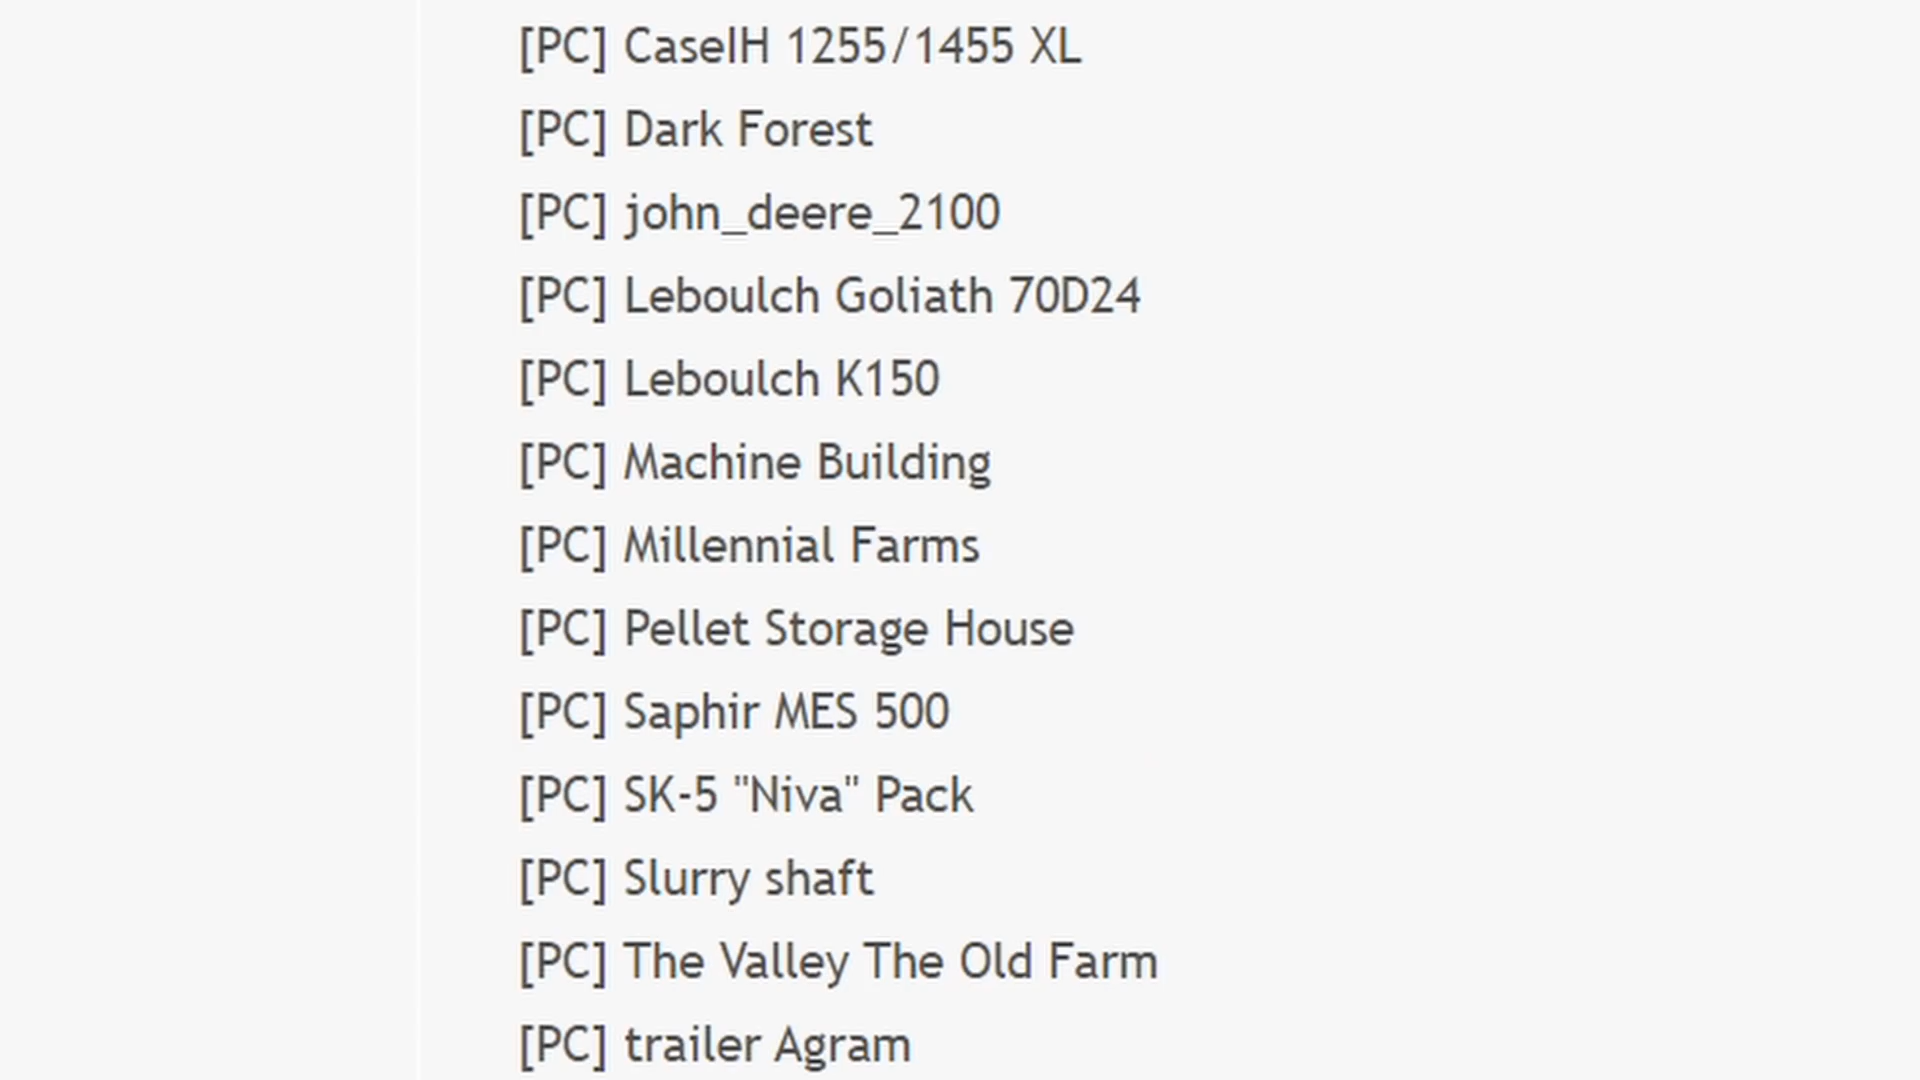 [PC] CaseIH 1255/1455 XL
[PC] Dark Forest
[PC] john_deere_2100
[PC] Leboulch Goliath 70D24
[PC] Leboulch K150
[PC] Machine Building
[PC] Millennial Farms
[PC] Pellet Storage House
[PC] Saphir MES 500
[PC] SK-5 "Niva" Pack
[PC] Slurry shaft
[PC] The Valley The Old Farm
[PC] trailer Agram